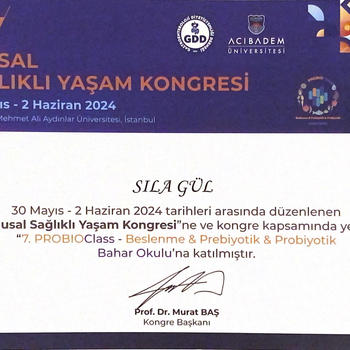 SAL
LIKLI YAŞAM KONGRESİ
ıs - 2 Haziran 2024
Mehmet Ali Aydınlar Üniversitesi, İstanbul
GDD
ACIBADEM
ÜNİVERSİTESİ
SILA GÜL
30 Mayıs - 2 Haziran 2024 tarihleri arasında düzenlenen
usal Sağlıklı Yaşam Kongresi”ne ve kongre kapsamında ye
“7. PROBIOClass - Beslenme & Prebiyotik & Probiyotik
Bahar Okulu’na katılmıştır.
Prof. Dr. Murat BAŞ
Kongre Başkanı